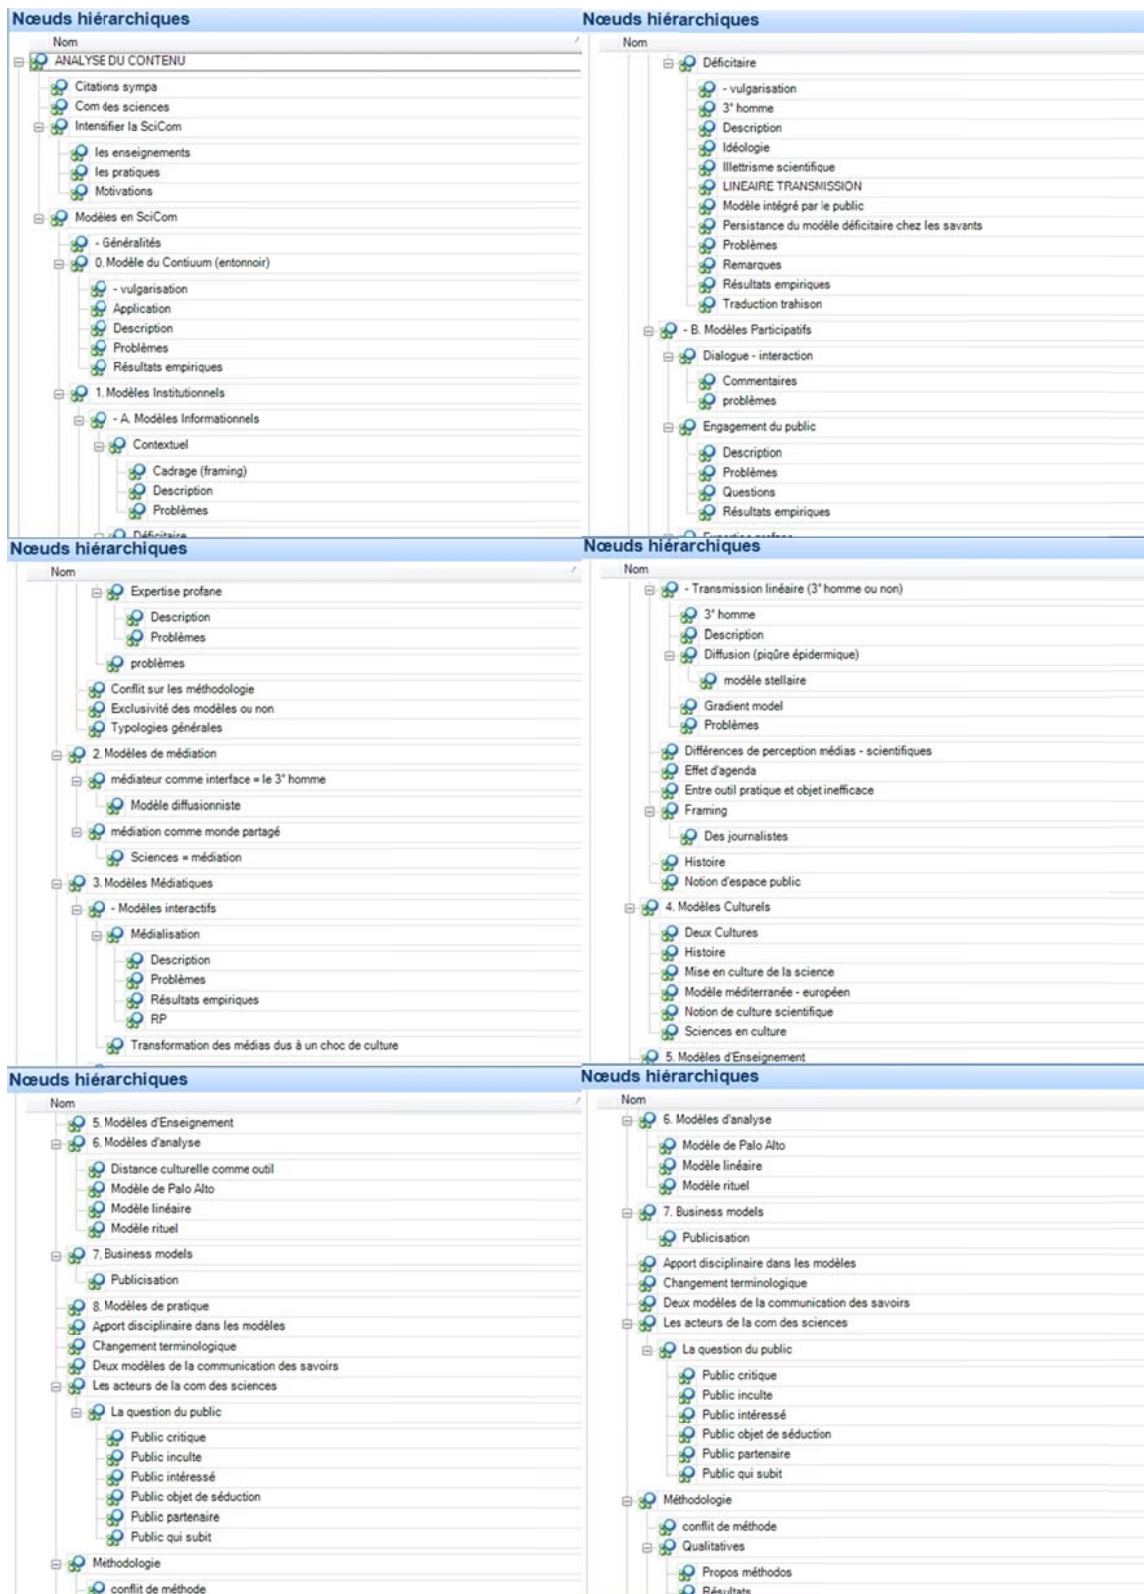 Nœuds hiérarchiques
Nom
ANALYSE DU CONTENU
Citations sympa
Com des sciences
Intensifier la SciCom
les enseignements
les pratiques
Motivations
Modèles en SciCom
- Généralités
0. Modèle du Contiuum (entonnoir)
- vulgarisation
Application
Description
Problèmes
Résultats empiriques
1. Modèles Institutionnels
- A. Modèles Informationnels
Contextuel
Cadrage (framing)
Description
Problèmes
Déficitaire
Nœuds hiérarchiques
Nom
Déficitaire
- vulgarisation
3° homme
Description
Idéologie
Illettrisme scientifique
LINEAIRE TRANSMISSION
Modèle intégré par le public
Persistance du modèle déficitaire chez les savants
Problèmes
Remarques
Résultats empiriques
Traduction trahison
- B. Modèles Participatifs
Dialogue - interaction
Commentaires
problèmes
Engagement du public
Description
Problèmes
Questions
Résultats empiriques
Expertise profane
Nœuds hiérarchiques
Nom
Expertise profane
Description
Problèmes
problèmes
Conflit sur les méthodologie
Exclusivité des modèles ou non
Typologies générales
2. Modèles de médiation
médiateur comme interface = le 3° homme
Modèle diffusionniste
médiation comme monde partagé
Sciences = médiation
3. Modèles Médiatiques
- Modèles interactifs
Médialisation
Description
Problèmes
Résultats empiriques
RP
Transformation des médias dus à un choc de culture
Nœuds hiérarchiques
Nom
- Transmission linéaire (3° homme ou non)
3° homme
Description
Diffusion (piqûre épidermique)
modèle stellaire
Gradient model
Problèmes
Différences de perception médias - scientifiques
Effet d'agenda
Entre outil pratique et objet inefficace
Framing
Des journalistes
Histoire
Notion d'espace public
4. Modèles Culturels
Deux Cultures
Histoire
Mise en culture de la science
Modèle méditerranée - européen
Notion de culture scientifique
Sciences en culture
5. Modèles d'Enseignement
Nœuds hiérarchiques
Nom
5. Modèles d'Enseignement
6. Modèles d'analyse
Distance culturelle comme outil
Modèle de Palo Alto
Modèle linéaire
Modèle rituel
7. Business models
Publicisation
8. Modèles de pratique
Apport disciplinaire dans les modèles
Changement terminologique
Deux modèles de la communication des savoirs
Les acteurs de la com des sciences
La question du public
Public critique
Public inculte
Public intéressé
Public objet de séduction
Public partenaire
Public qui subit
Méthodologie
conflit de méthode
Nœuds hiérarchiques
Nom
6. Modèles d'analyse
Modèle de Palo Alto
Modèle linéaire
Modèle rituel
7. Business models
Publicisation
Apport disciplinaire dans les modèles
Changement terminologique
Deux modèles de la communication des savoirs
Les acteurs de la com des sciences
La question du public
Public critique
Public inculte
Public intéressé
Public objet de séduction
Public partenaire
Public qui subit
Méthodologie
conflit de méthode
Qualitatives
Propos méthodos
Résultats